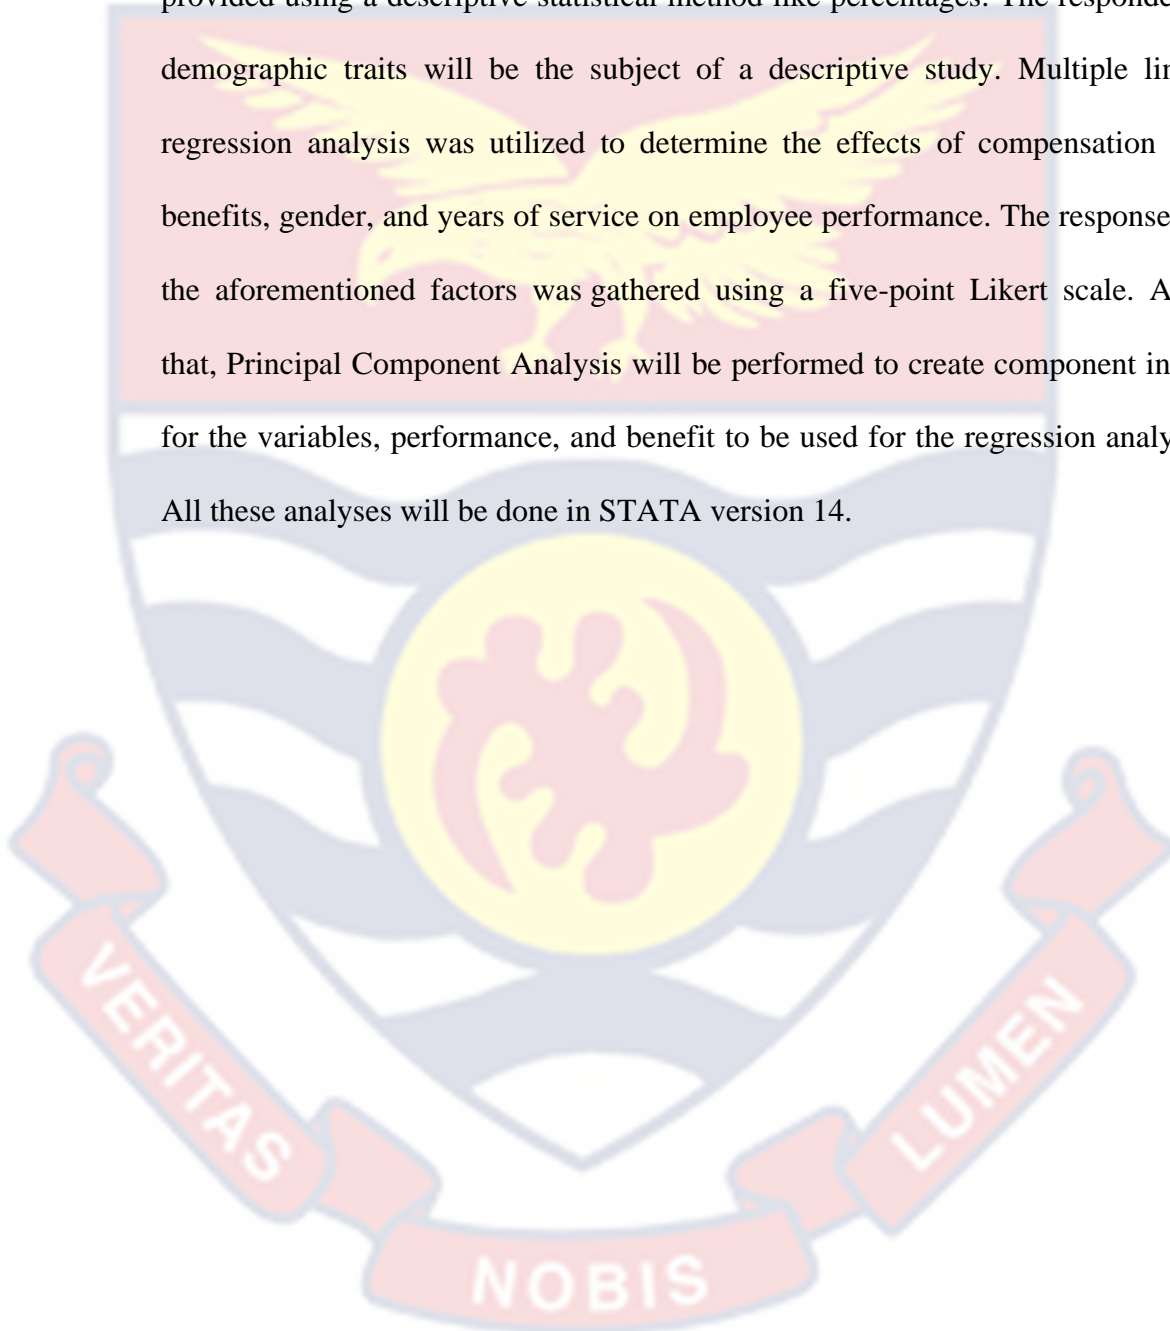 provided using a descriptive statistical method like percentages. The responde
demographic traits will be the subject of a descriptive study. Multiple lin
regression analysis was utilized to determine the effects of compensation
benefits, gender, and years of service on employee performance. The response
the aforementioned factors was gathered using a five-point Likert scale. A
that, Principal Component Analysis will be performed to create component in
for the variables, performance, and benefit to be used for the regression analy
All these analyses will be done in STATA version 14.
VERITAS
NOBIS
LUMEN